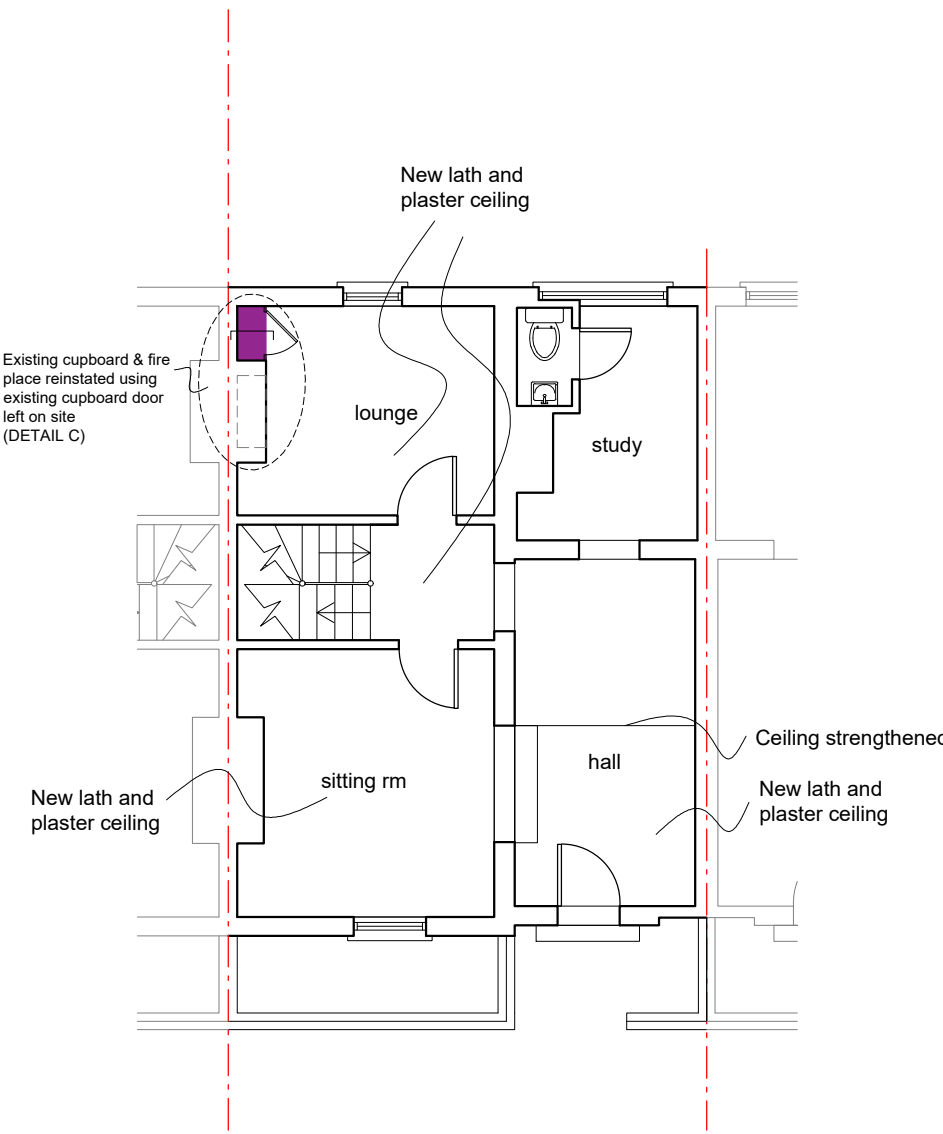 New lath and
plaster ceiling
Existing cupboard & fire
place reinstated using
existing cupboard door
left on site
(DETAIL C)
lounge
study
Ceiling strengthened
hall
sitting rm
New lath and
plaster ceiling
New lath and
plaster ceiling